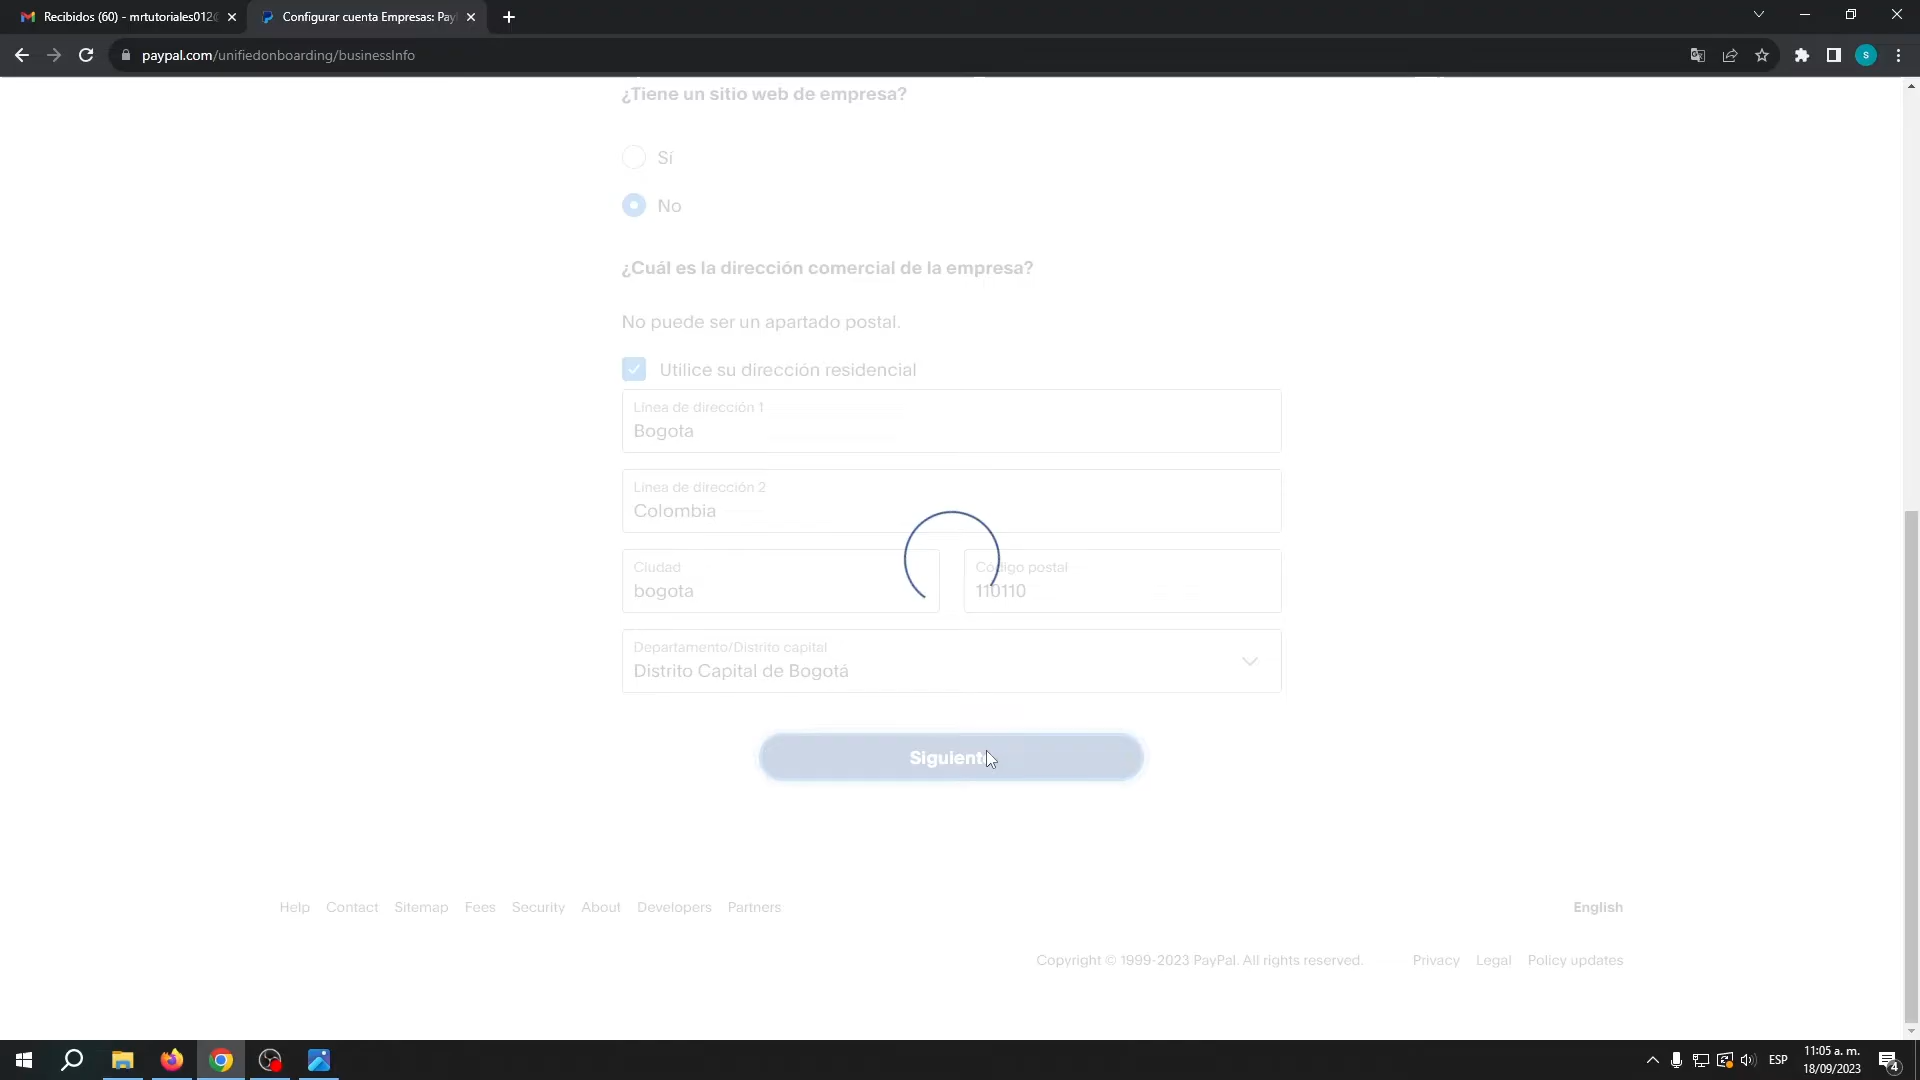 Recibidos (60) - mrtutoriales012@
Configurar cuenta Empresas: Pay
paypal.com/unifiedonboarding/businessInfo
S
¿Tiene un sitio web de empresa?
Sí
No
¿Cuál es la dirección comercial de la empresa?
No puede ser un apartado postal.
Utilice su dirección residencial
Línea de dirección 1
Bogota
Línea de dirección 2
Colombia
Ciudad
bogota
Código postal
110110
Departamento/Distrito capital
Distrito Capital de Bogotá
Siguiente
Help Contact Sitemap Fees Security About Developers Partners
English
Copyright © 1999-2023 PayPal. All rights reserved. Privacy Legal Policy updates
ESP
11:05 a. m.
18/09/2023
4